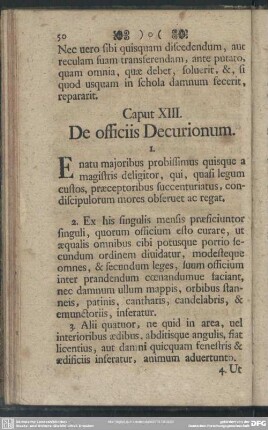 50
Nec uero sibi quisquam discedendum, aut
reculam suam transferendam, ante putato,
quam omnia, quæ debet, soluerit, &, si
quod usquam in schola damnum fecerit,
repararit.
Caput XIII.
De officiis Decurionum.
1.
E natu majoribus probissimus quisque a
magistris deligitor, qui, quasi legum
custos, præceptoribus succenturiatus, con-
discipulorum mores obseruet ac regat.
2. Ex his singulis mensis præficiuntor
singuli, quorum officium esto curare, ut
æqualis omnibus cibi potusque portio se-
cundum ordinem diuidatur, modesteque
omnes, & secundum leges, suum officium
inter prandendum cœnandumue faciant,
nec damnum ullum mappis, orbibus stan-
neis, patinis, cantharis, candelabris, &
emunctoriis, inferatur.
3. Alii quatuor, ne quid in area, uel
interioribus ædibus, abditisque angulis, fiat
licentius, aut damni quicquam fenestris &
ædificiis inferatur, animum aduertunto.
4. Ut